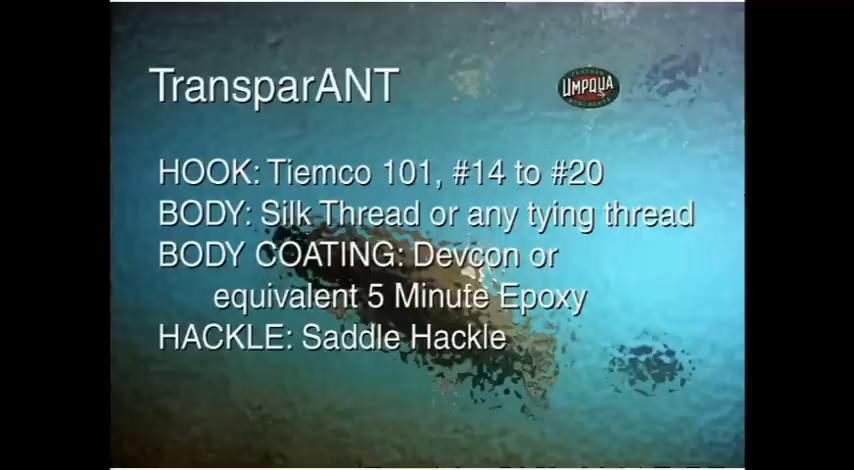 TransparANT
UMPQUA
HOOK: Tiemco 101, #14 to #20
BODY: Silk Thread or any tying thread
BODY COATING: Devcon or
equivalent 5 Minute Epoxy
HACKLE: Saddle Hackle